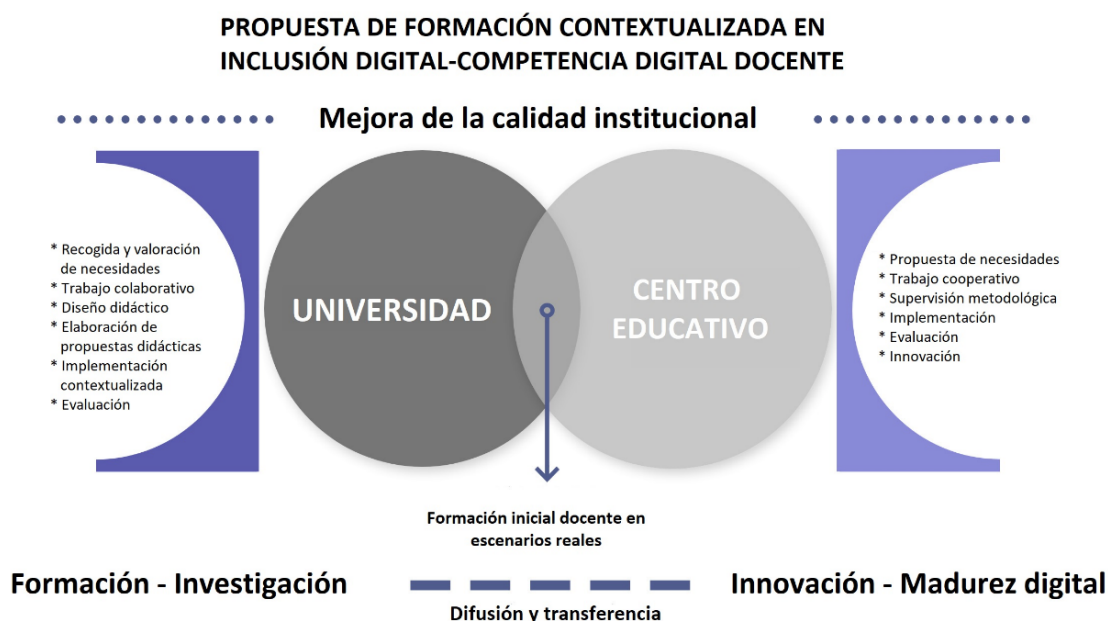 PROPUESTA DE FORMACIÓN CONTEXTUALIZADA EN
INCLUSIÓN DIGITAL-COMPETENCIA DIGITAL DOCENTE
Mejora de la calidad institucional
* Recogida y valoración
de necesidades
* Trabajo colaborativo
* Diseño didáctico
* Elaboración de
propuestas didácticas
* Implementación
contextualizada
* Evaluación
UNIVERSIDAD
CENTRO
EDUCATIVO
* Propuesta de necesidades
* Trabajo cooperativo
* Supervisión metodológica
* Implementación
* Evaluación
* Innovación
Formación inicial docente en
escenarios reales
Formación - Investigación
Innovación - Madurez digital
Difusión y transferencia